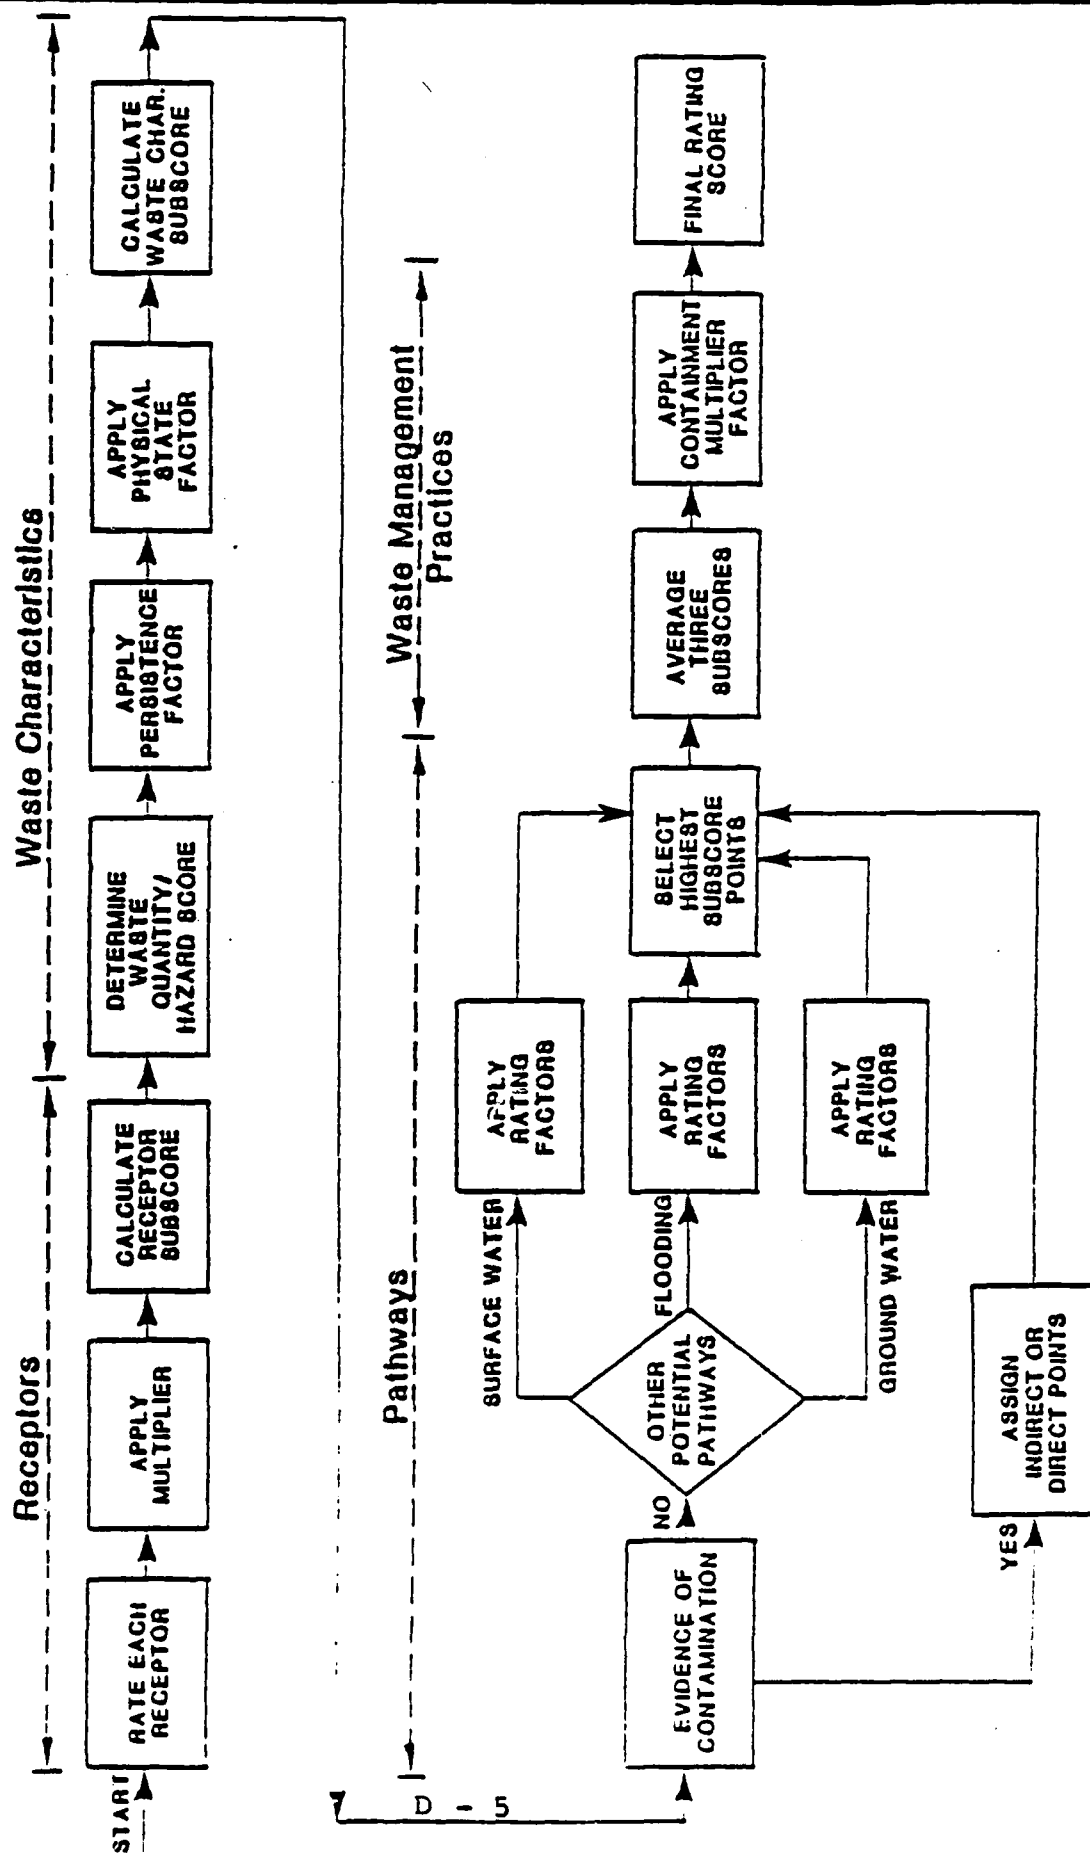 Receptors
Waste Characteristics
START
RATE EACH
RECEPTOR
APPLY
MULTIPLIER
CALCULATE
RECEPTOR
SUBSCORE
DETERMINE
WASTE
QUANTITY/
HAZARD SCORE
APPLY
PERSISTENCE
FACTOR
APPLY
PHYSICAL
STATE
FACTOR
CALCULATE
WASTE CHAR.
SUBSCORE
Pathways
Waste Management
Practices
EVIDENCE OF
CONTAMINATION
NO
YES
OTHER
POTENTIAL
PATHWAYS
SURFACE WATER
FLOODING
GROUND WATER
APPLY
RATING
FACTORS
APPLY
RATING
FACTORS
APPLY
RATING
FACTORS
ASSIGN
INDIRECT OR
DIRECT POINTS
SELECT
HIGHEST
SUBSCORE
POINTS
AVERAGE
THREE
SUBSCORES
APPLY
CONTAINMENT
MULTIPLIER
FACTOR
FINAL RATING
SCORE
D - 5